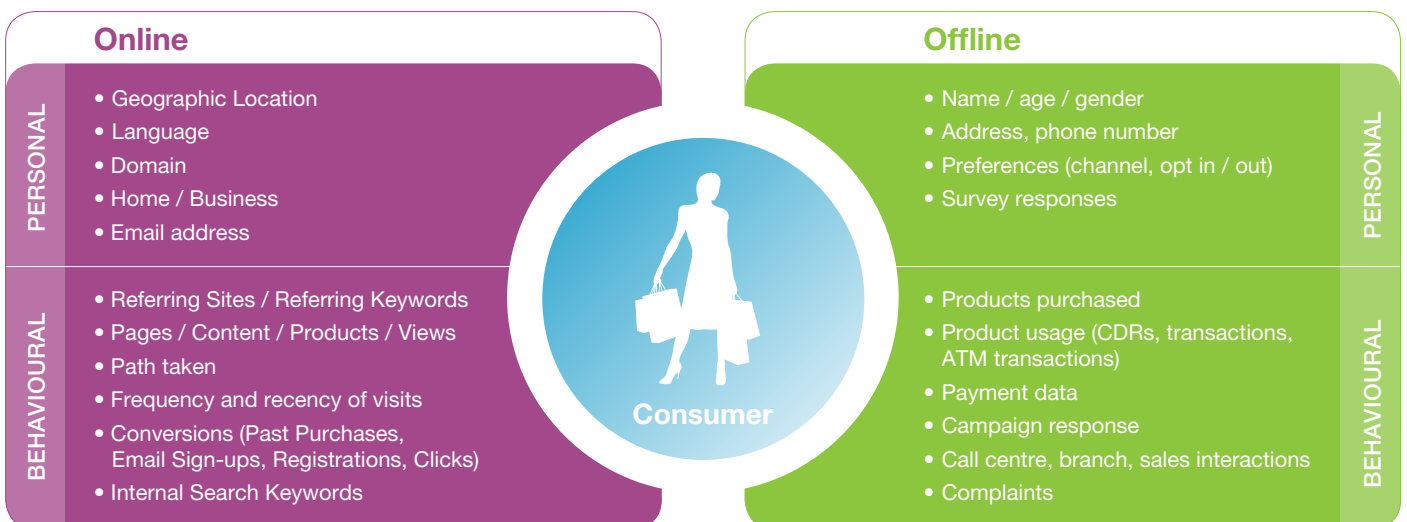 Online
PERSONAL
• Geographic Location
• Language
• Domain
• Home / Business
• Email address
BEHAVIOURAL
• Referring Sites / Referring Keywords
• Pages / Content / Products / Views
• Path taken
• Frequency and recency of visits
• Conversions (Past Purchases,
Email Sign-ups, Registrations, Clicks)
• Internal Search Keywords
Consumer
Offline
PERSONAL
• Name / age / gender
• Address, phone number
• Preferences (channel, opt in / out)
• Survey responses
BEHAVIOURAL
• Products purchased
• Product usage (CDRs, transactions,
ATM transactions)
• Payment data
• Campaign response
• Call centre, branch, sales interactions
• Complaints